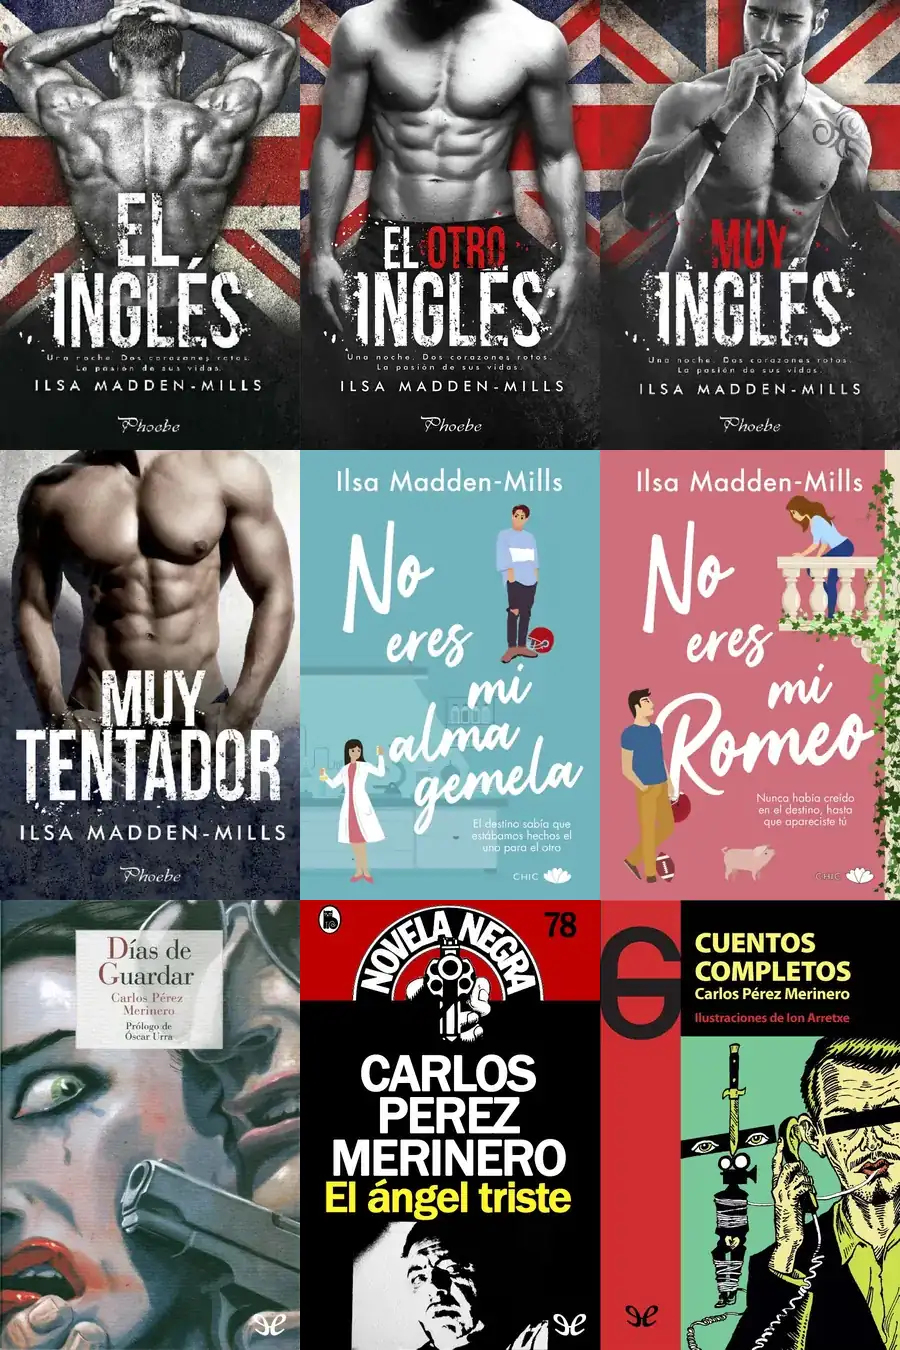 EL
INGLÉS
Una noche. Dos corazones rotos.
La pasión de sus vidas.
ILSA MADDEN-MILLS
Phoebe
EL OTRO
INGLÉS
Una noche. Dos corazones rotos.
La pasión de sus vidas.
ILSA MADDEN-MILLS
Phoebe
MUY
INGLÉS
Una noche. Dos corazones rotos.
La pasión de sus vidas.
ILSA MADDEN-MILLS
Phoebe
MUY
TENTADOR
ILSA MADDEN-MILLS
Phoebe
Ilsa Madden-Mills
No
eres
mi
alma
gemela
El destino sabía que
estábamos hechos el
uno para el otro
CHIC
Ilsa Madden-Mills
No
eres
mi
Romeo
Nunca había creído
en el destino, hasta
que apareciste tú
CHIC
Días de
Guardar
Carlos Pérez
Merinero
Prólogo de
Óscar Urra
NOVELA NEGRA
78
CARLOS
PEREZ
MERINERO
El ángel triste
CUENTOS
COMPLETOS
Carlos Pérez Merinero
Ilustraciones de Ion Arretxe